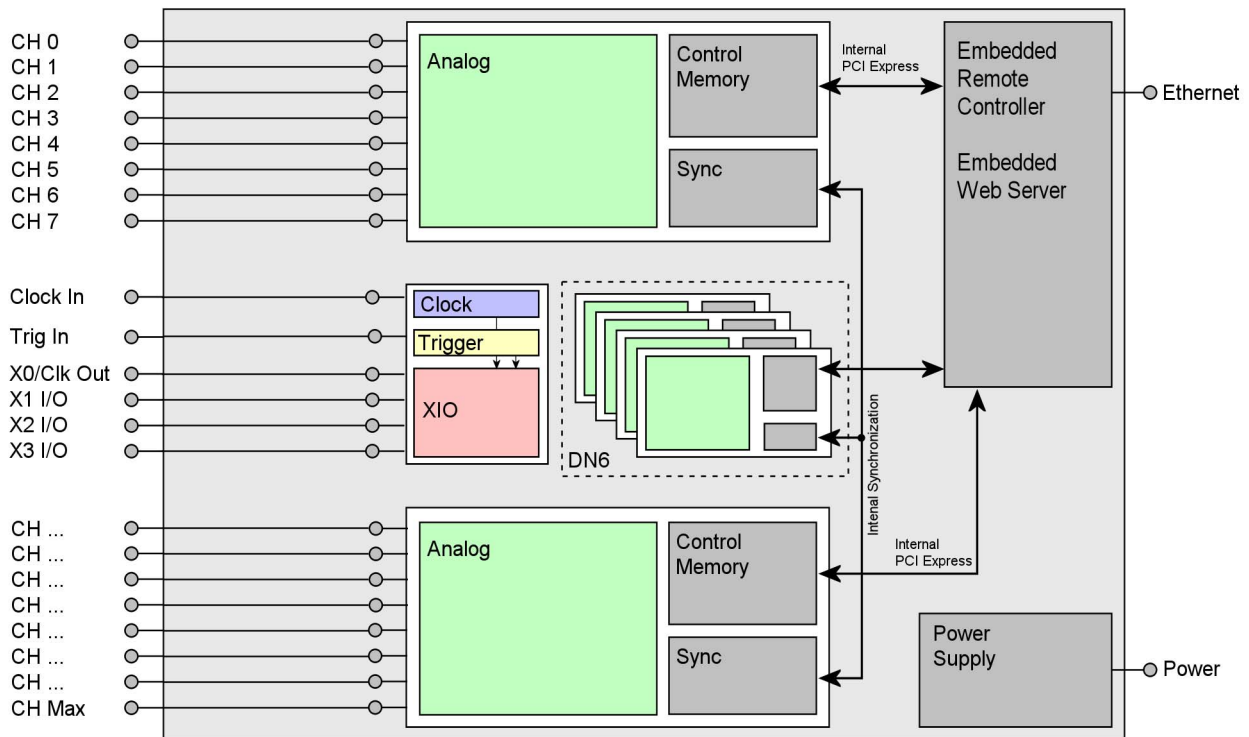 CH 0
CH 1
CH 2
CH 3
CH 4
CH 5
CH 6
CH 7
Analog
Control
Memory
Sync
Internal
PCI Express
Embedded
Remote
Controller
Embedded
Web Server
Ethernet
Clock In
Trig In
X0/Clk Out
X1 I/O
X2 I/O
X3 I/O
Clock
Trigger
XIO
DN6
Intenal Synchronization
CH ...
CH ...
CH ...
CH ...
CH ...
CH ...
CH ...
CH Max
Analog
Control
Memory
Sync
Internal
PCI Express
Power
Supply
Power